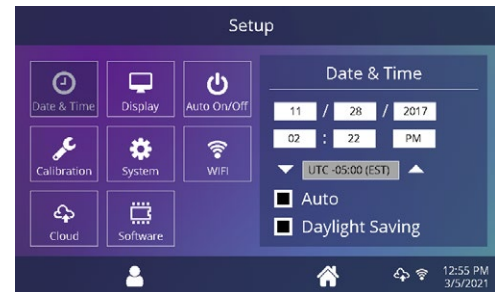 Setup
Date & Time
Display
Auto On/Off
Calibration
System
WIFI
Cloud
Software
Date & Time
11 / 28 / 2017
02 : 22 PM
UTC -05:00 (EST)
Auto
Daylight Saving
12:55 PM
3/5/2021